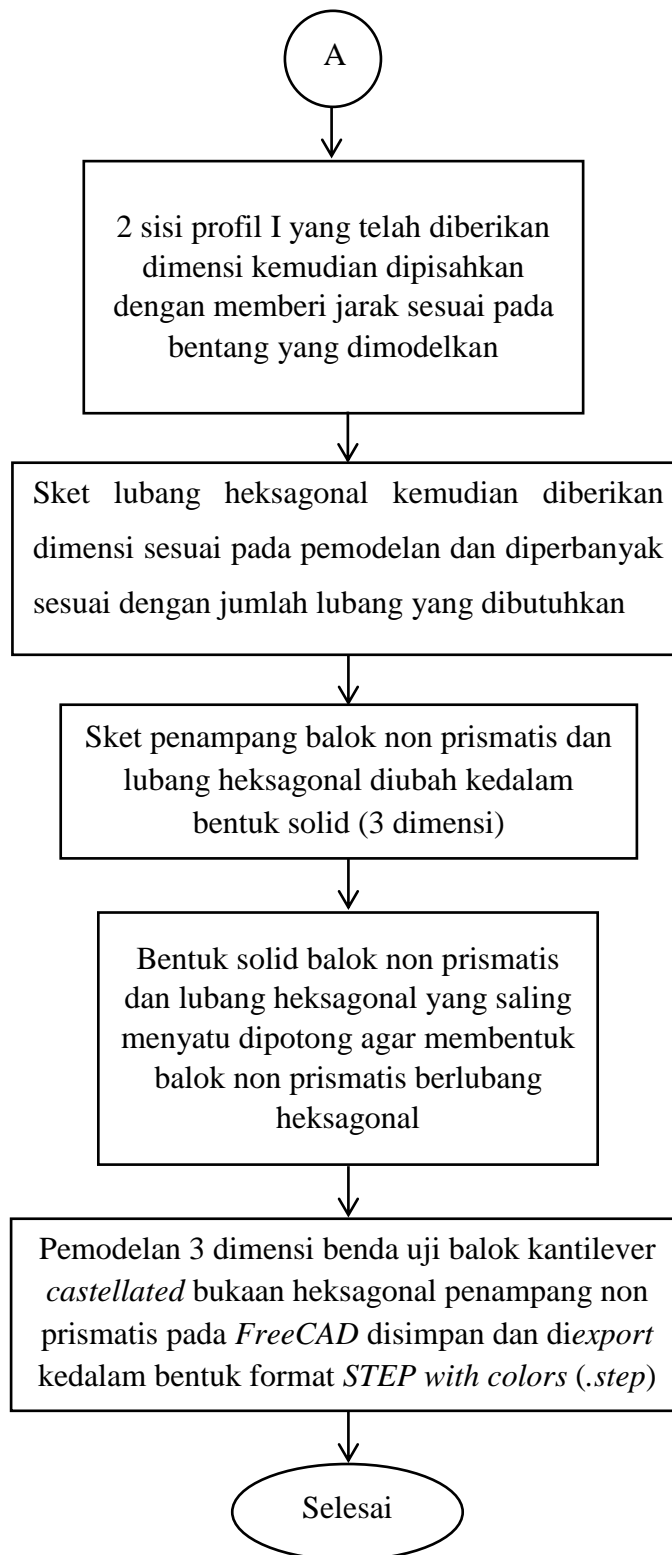 A
2 sisi profil I yang telah diberikan
dimensi kemudian dipisahkan
dengan memberi jarak sesuai pada
bentang yang dimodelkan
Sket lubang heksagonal kemudian diberikan
dimensi sesuai pada pemodelan dan diperbanyak
sesuai dengan jumlah lubang yang dibutuhkan
Sket penampang balok non prismatis dan
lubang heksagonal diubah kedalam
bentuk solid (3 dimensi)
Bentuk solid balok non prismatis
dan lubang heksagonal yang saling
menyatu dipotong agar membentuk
balok non prismatis berlubang
heksagonal
Pemodelan 3 dimensi benda uji balok kantilever
castellated bukaan heksagonal penampang non
prismatis pada FreeCAD disimpan dan diexport
kedalam bentuk format STEP with colors (.step)
Selesai